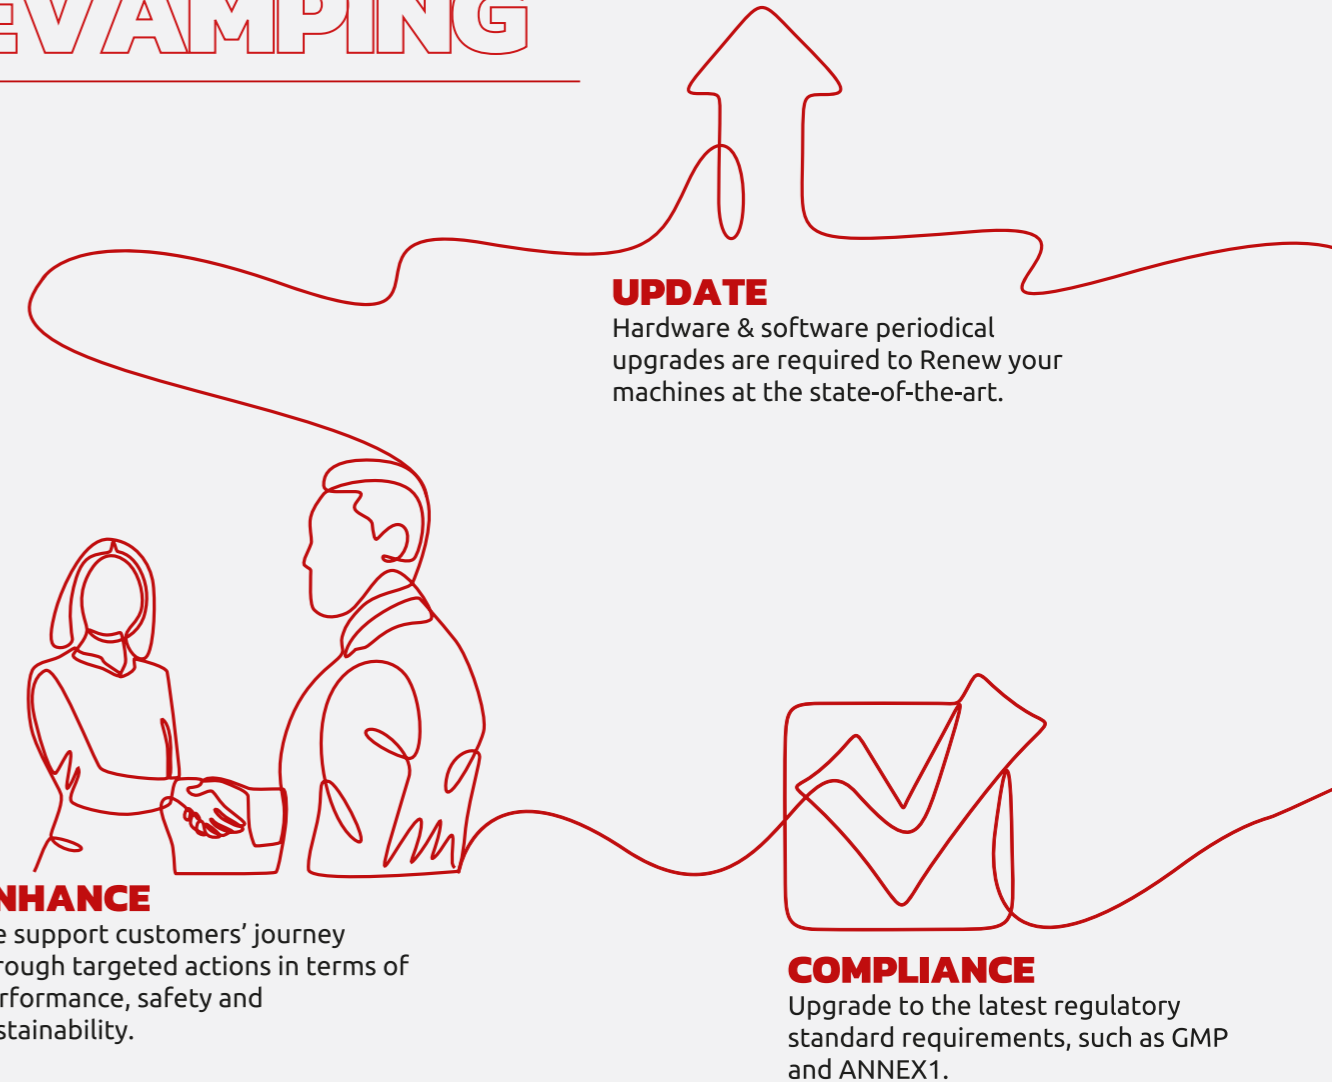 EVAMPING
UPDATE
Hardware & software periodical
upgrades are required to Renew your
machines at the state-of-the-art.
NHANCE
e support customers’ journey
rough targeted actions in terms of
rformance, safety and
stainability.
COMPLIANCE
Upgrade to the latest regulatory
standard requirements, such as GMP
and ANNEX1.